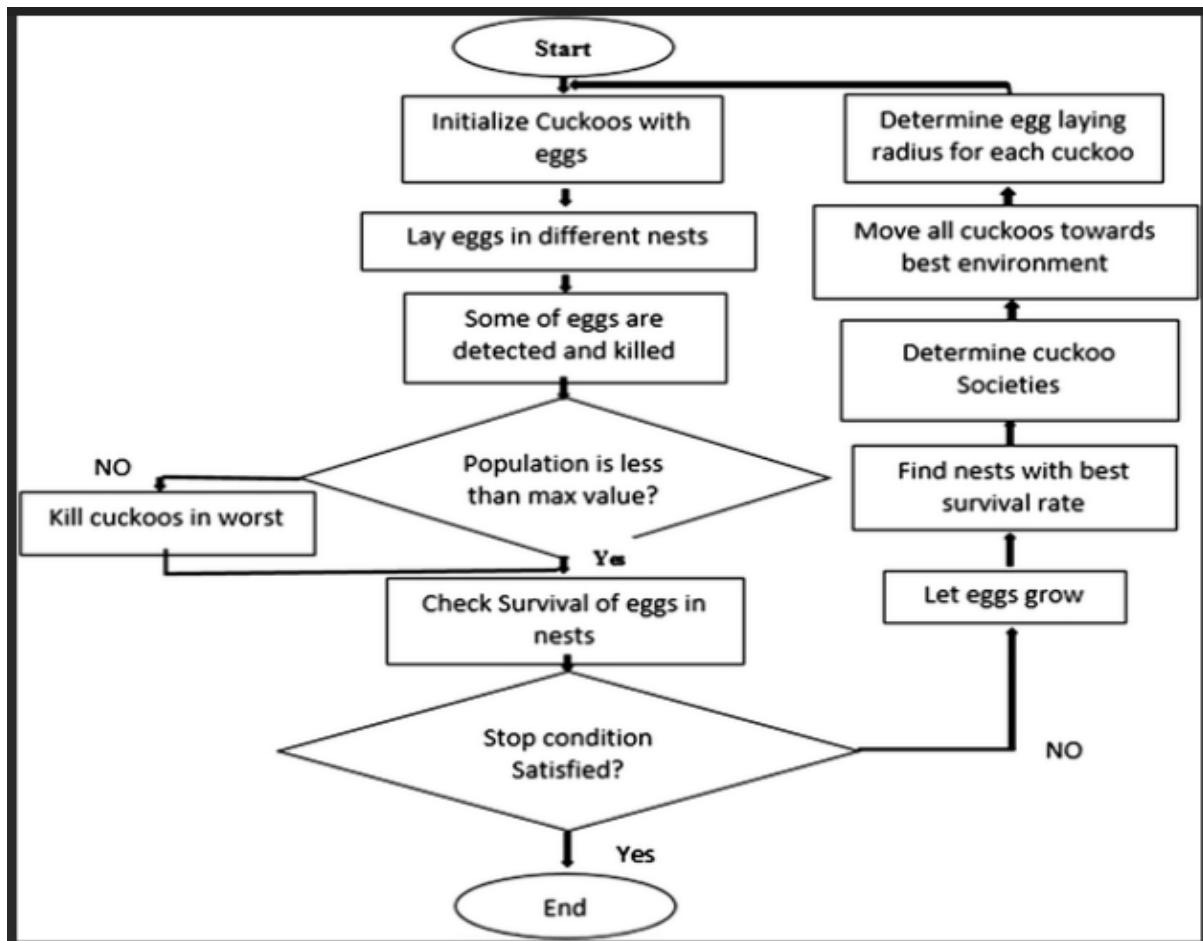 Start
Initialize Cuckoos with
eggs
Lay eggs in different nests
Some of eggs are
detected and killed
Population is less
than max value?
NO
Kill cuckoos in worst
Yes
Check Survival of eggs in
nests
Stop condition
Satisfied?
Yes
End
NO
Let eggs grow
Find nests with best
survival rate
Determine cuckoo
Societies
Move all cuckoos towards
best environment
Determine egg laying
radius for each cuckoo